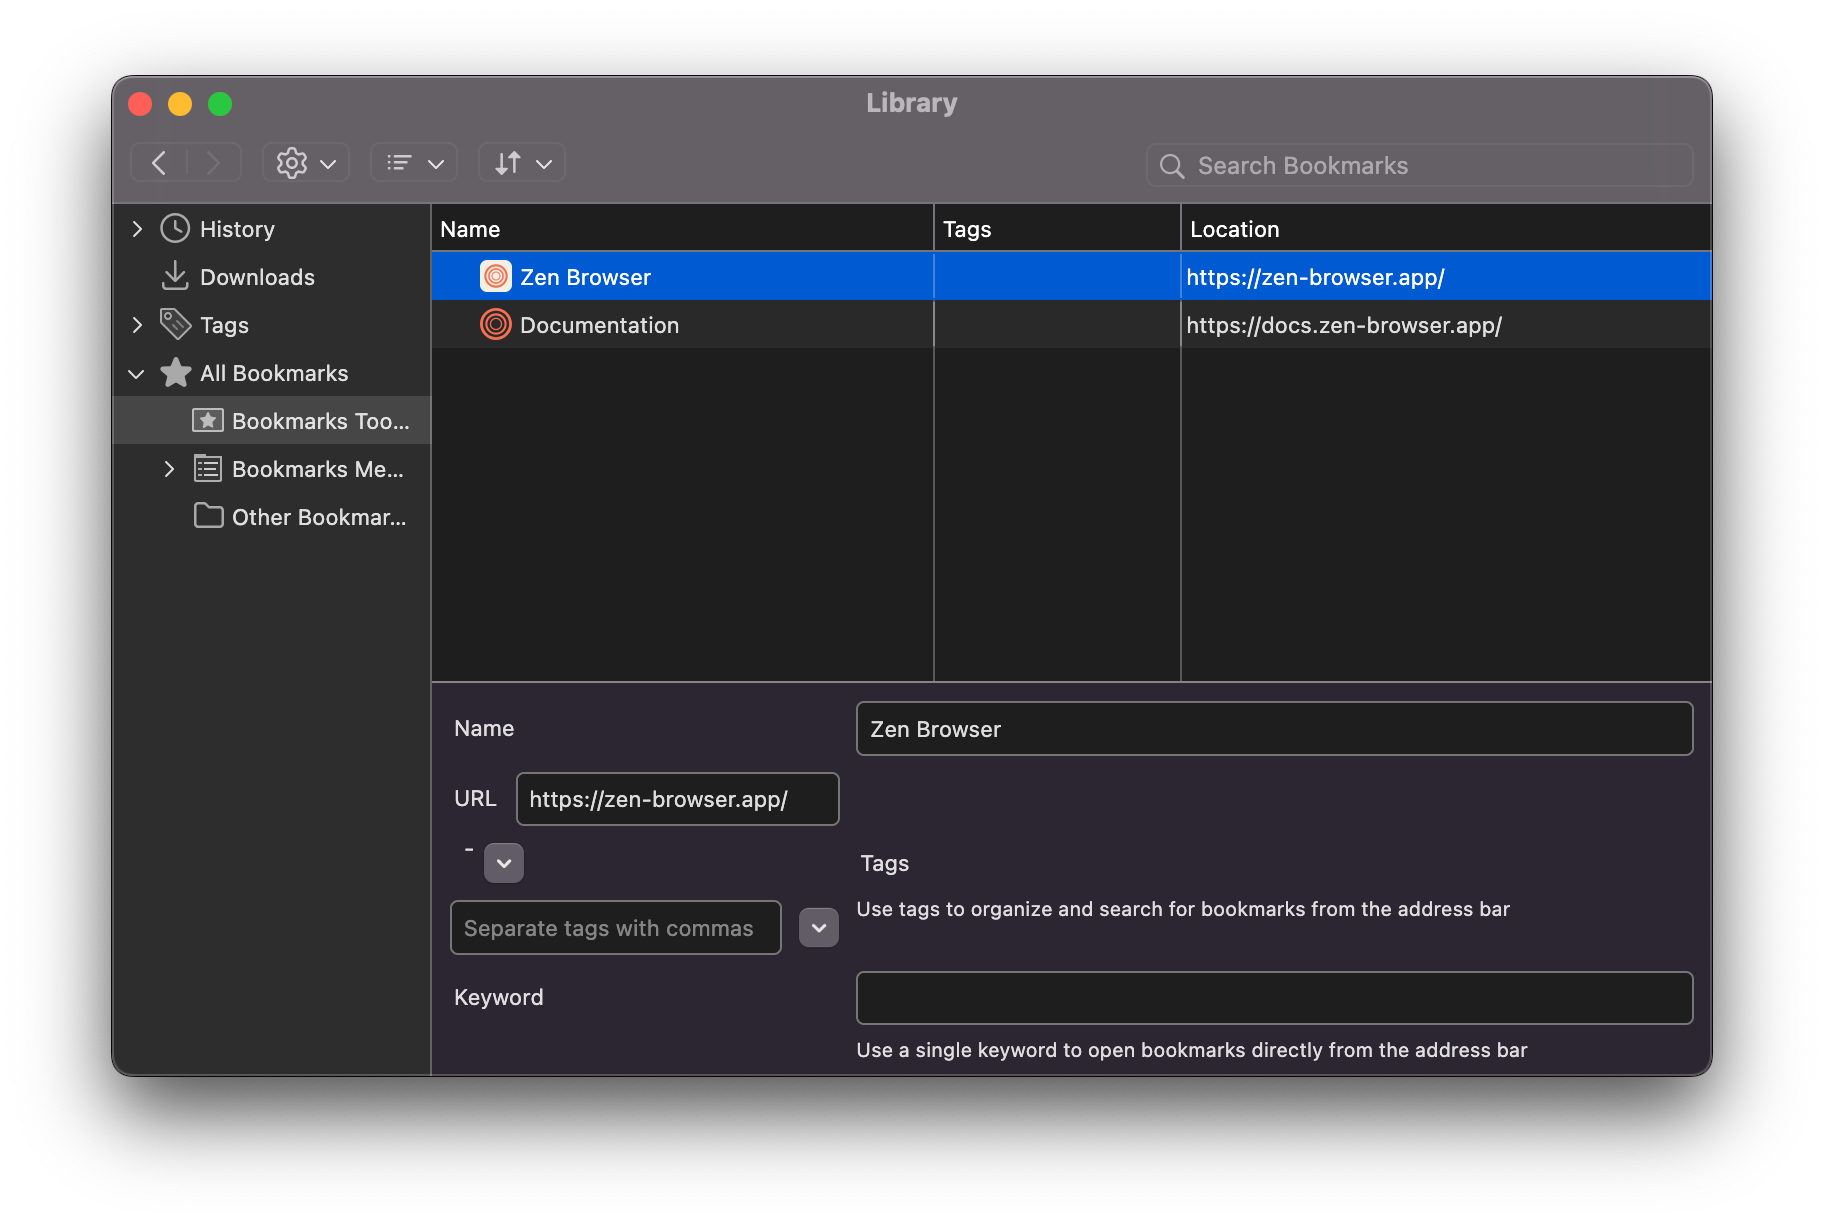 Library
Search Bookmarks
History
Downloads
Tags
All Bookmarks
Bookmarks Too...
Bookmarks Me...
Other Bookmar...
Name Tags Location
Zen Browser https://zen-browser.app/
Documentation https://docs.zen-browser.app/
Name Zen Browser
URL https://zen-browser.app/
-
Tags
Separate tags with commas
Use tags to organize and search for bookmarks from the address bar
Keyword
Use a single keyword to open bookmarks directly from the address bar